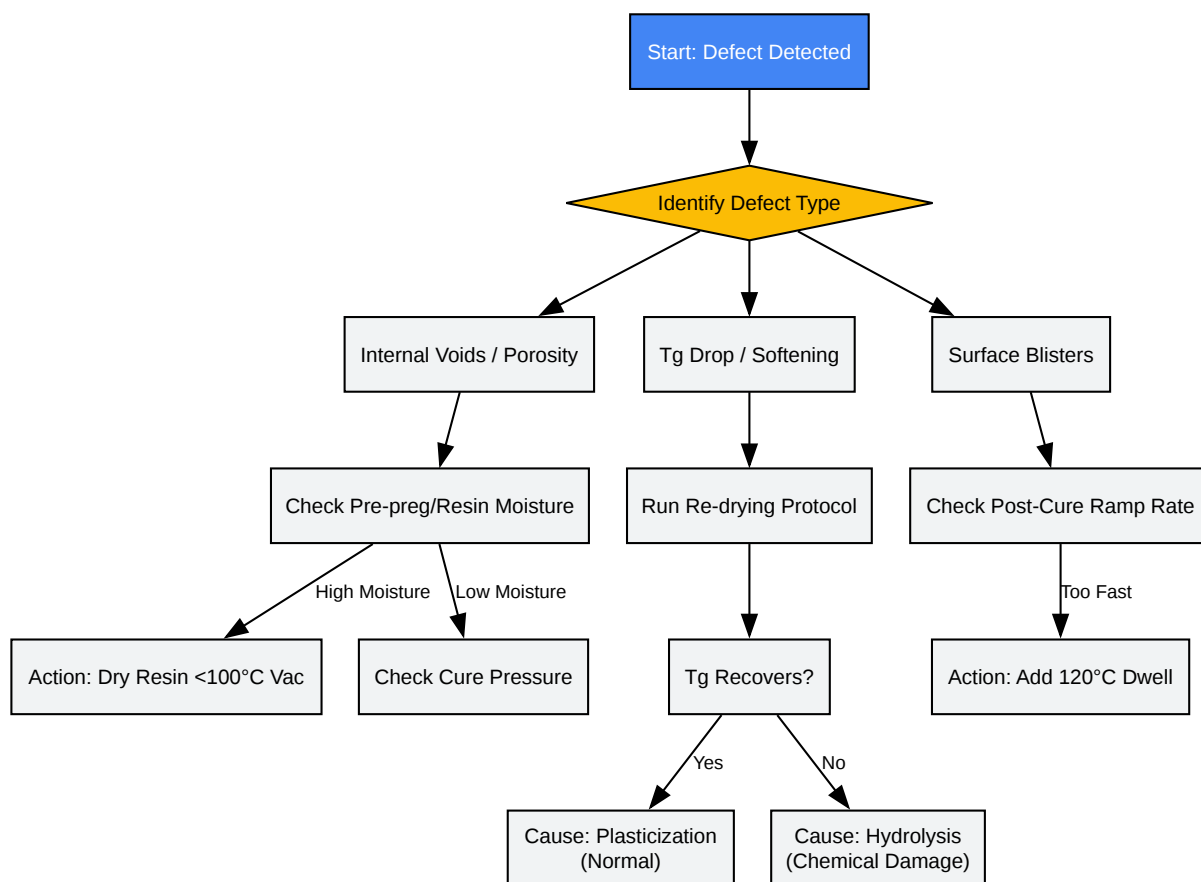 Start: Defect Detected
Identify Defect Type
Internal Voids / Porosity
Tg Drop / Softening
Surface Blisters
Check Pre-preg/Resin Moisture
Run Re-drying Protocol
Check Post-Cure Ramp Rate
High Moisture
Low Moisture
Too Fast
Action: Dry Resin <100°C Vac
Check Cure Pressure
Tg Recovers?
Action: Add 120°C Dwell
Yes
No
Cause: Plasticization
(Normal)
Cause: Hydrolysis
(Chemical Damage)